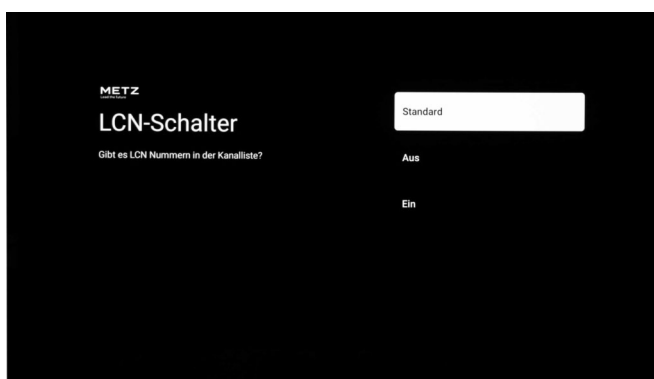 METZ
LCN-Schalter
Gibt es LCN Nummern in der Kanalliste?
Standard
Aus
Ein